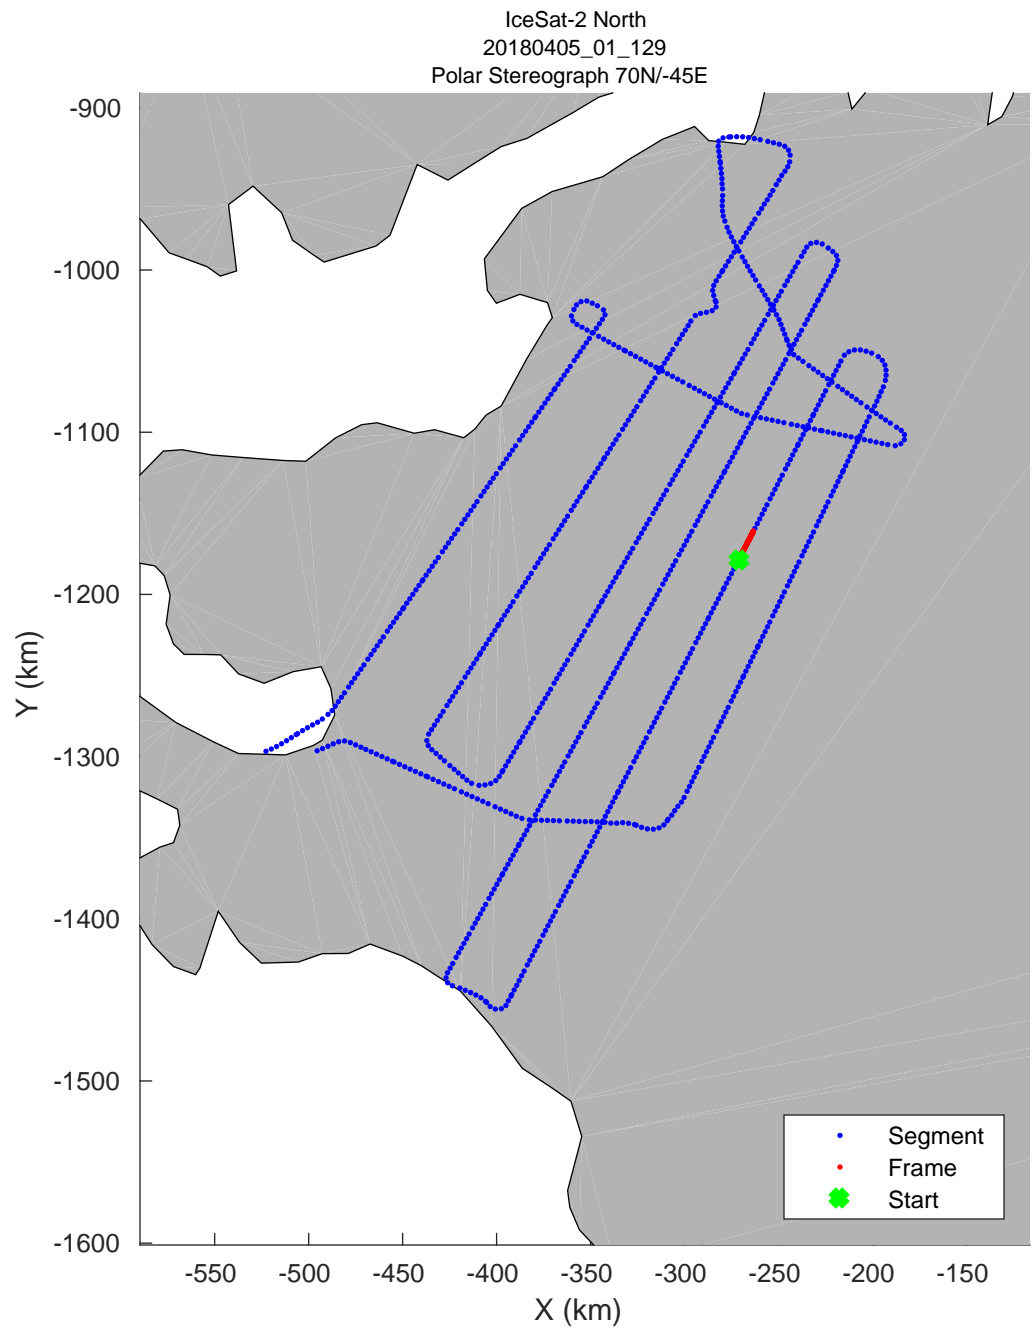 IceSat-2 North
20180405_01_129
Polar Stereograph 70N/-45E
-900
-1000
-1100
-1200
-1300
-1400
-1500
-1600
Y (km)
-550 -500 -450 -400 -350 -300 -250 -200 -150
X (km)
Segment
Frame
Start